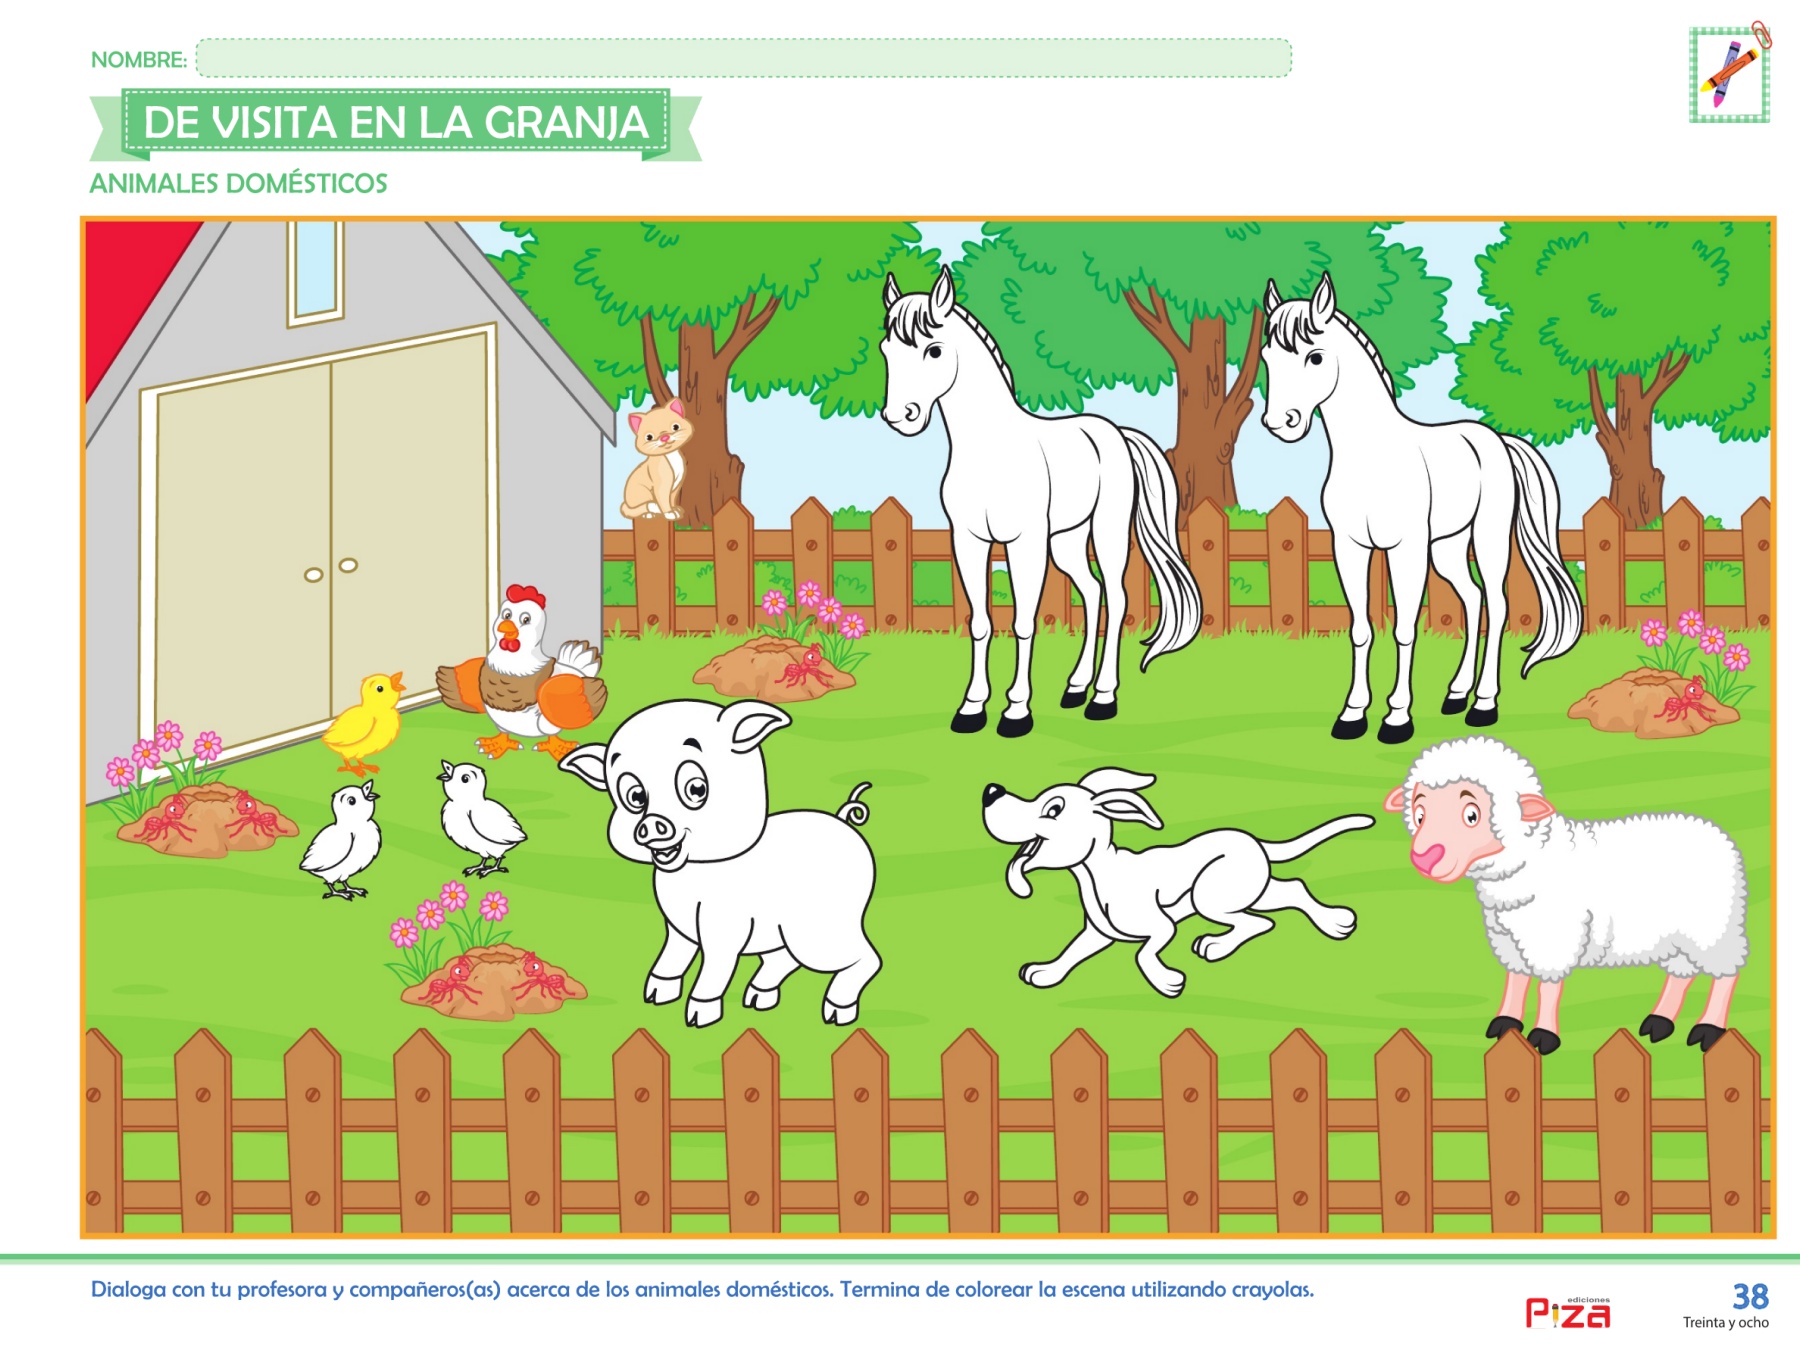 NOMBRE:
DE VISITA EN LA GRANJA
ANIMALES DOMÉSTICOS
Dialoga con tu profesora y compañeros(as) acerca de los animales domésticos. Termina de colorear la escena utilizando crayolas.
ediciones
Piza
38
Treinta y ocho